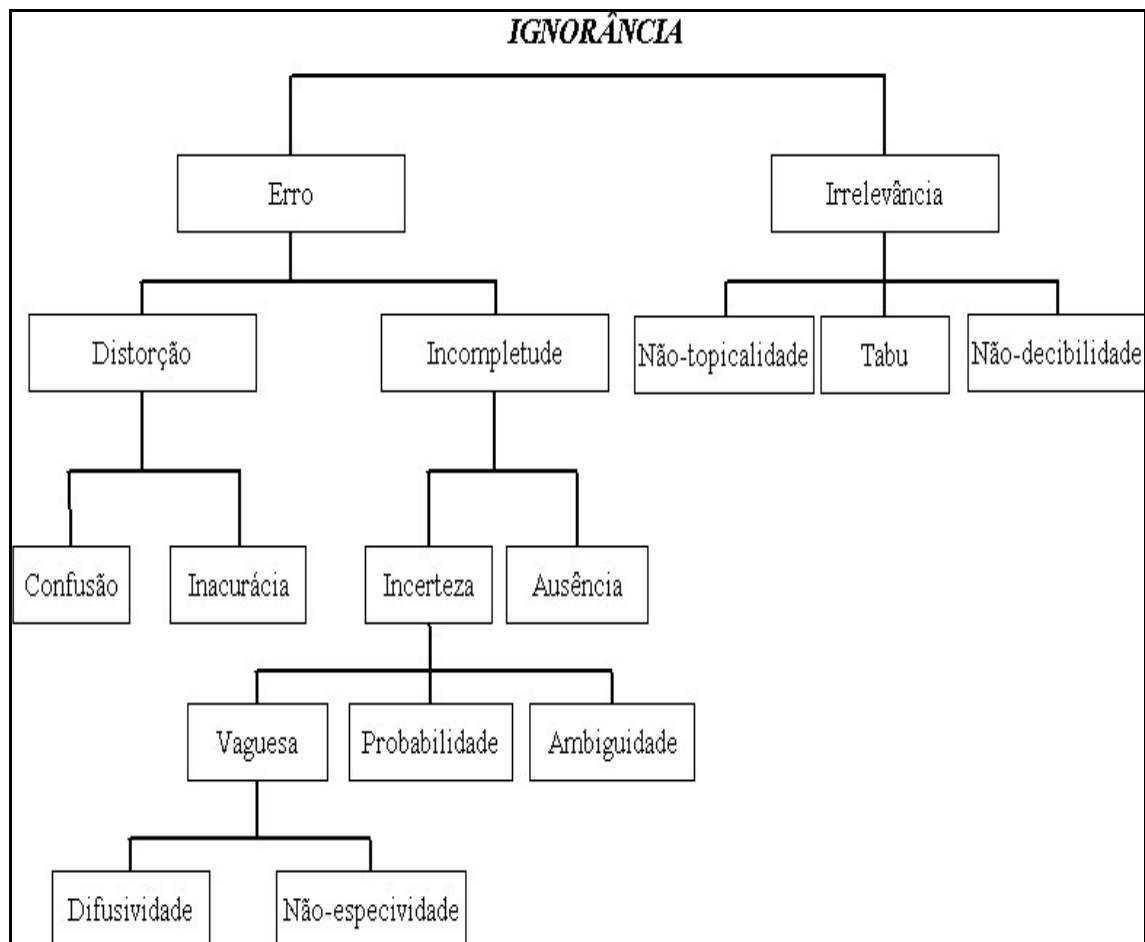 IGNORÂNCIA
Erro
Irrelevância
Distorção
Incompletude
Não-topicalidade
Tabu
Não-decibilidade
Confusão
Inacurácia
Incerteza
Ausência
Vaguesa
Probabilidade
Ambiguidade
Difusividade
Não-especividade